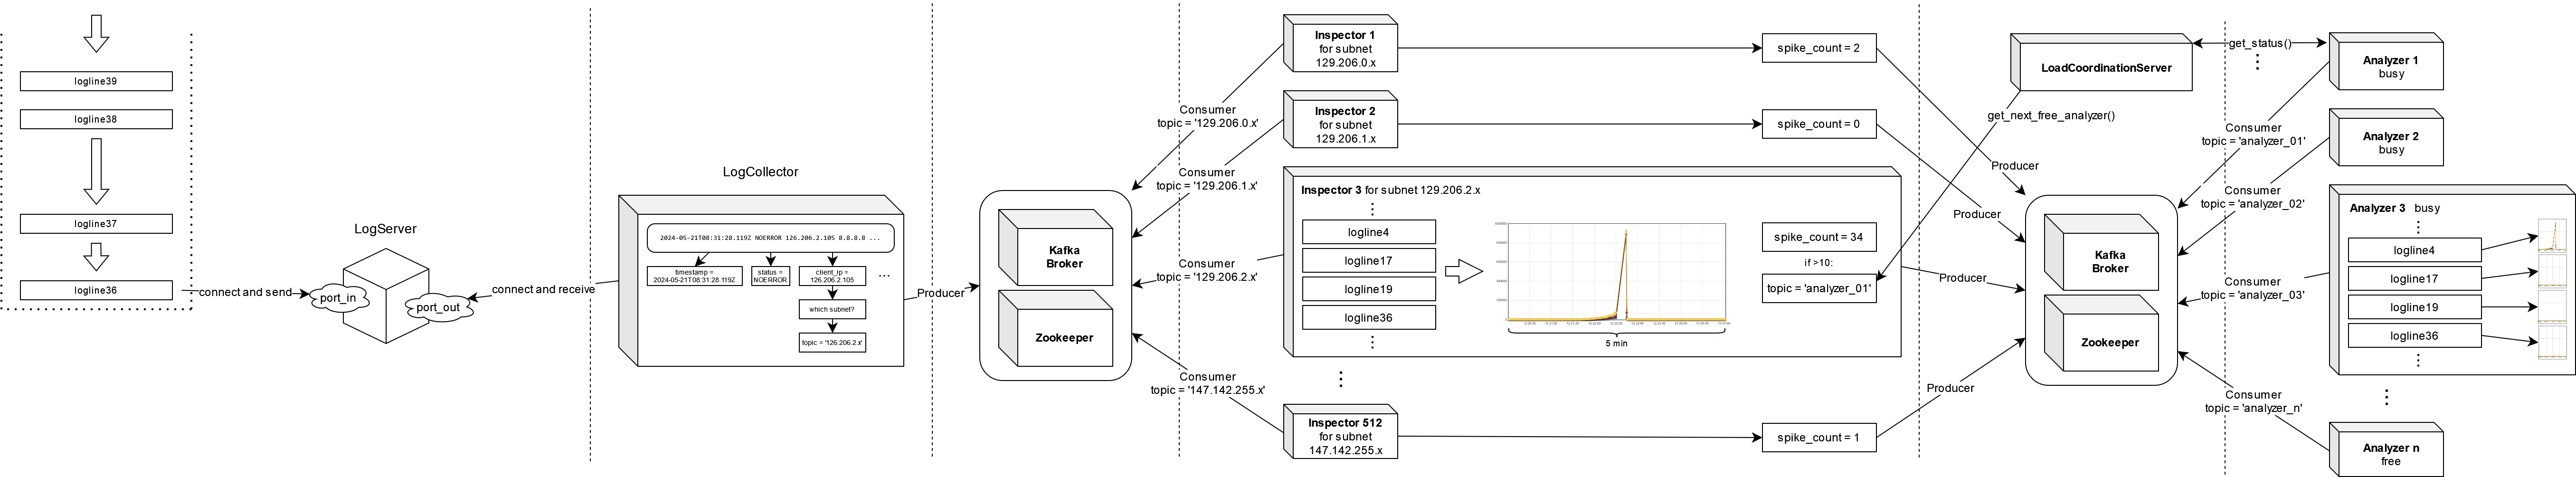 logline39
logline38
logline37
logline36
connect and send
LogServer
port_in
port_out
connect and receive
LogCollector
2024-05-21T08:31:28.119Z NOERROR 126.206.2.105 8.8.8.8 ...
timestamp =
2024-05-21T08:31:28.119Z
status =
NOERROR
client_ip =
126.206.2.105
...
which subnet?
topic = '126.206.2.x'
Producer
Kafka
Broker
Zookeeper
Consumer
topic = '129.206.0.x'
Consumer
topic = '129.206.1.x'
Consumer
topic = '129.206.2.x'
Consumer
topic = '147.142.255.x'
Inspector 1
for subnet
129.206.0.x
spike_count = 2
Inspector 2
for subnet
129.206.1.x
spike_count = 0
Inspector 3 for subnet 129.206.2.x
logline4
logline17
logline19
logline36
5 min
spike_count = 34
if >10:
topic = 'analyzer_01'
Inspector 512
for subnet
147.142.255.x
spike_count = 1
Producer
Producer
Producer
Producer
LoadCoordinationServer
get_status()
get_next_free_analyzer()
Kafka
Broker
Zookeeper
Consumer
topic = 'analyzer_01'
Consumer
topic = 'analyzer_02'
Consumer
topic = 'analyzer_03'
Consumer
topic = 'analyzer_n'
Analyzer 1
busy
Analyzer 2
busy
Analyzer 3 busy
logline4
logline17
logline19
logline36
Analyzer n
free